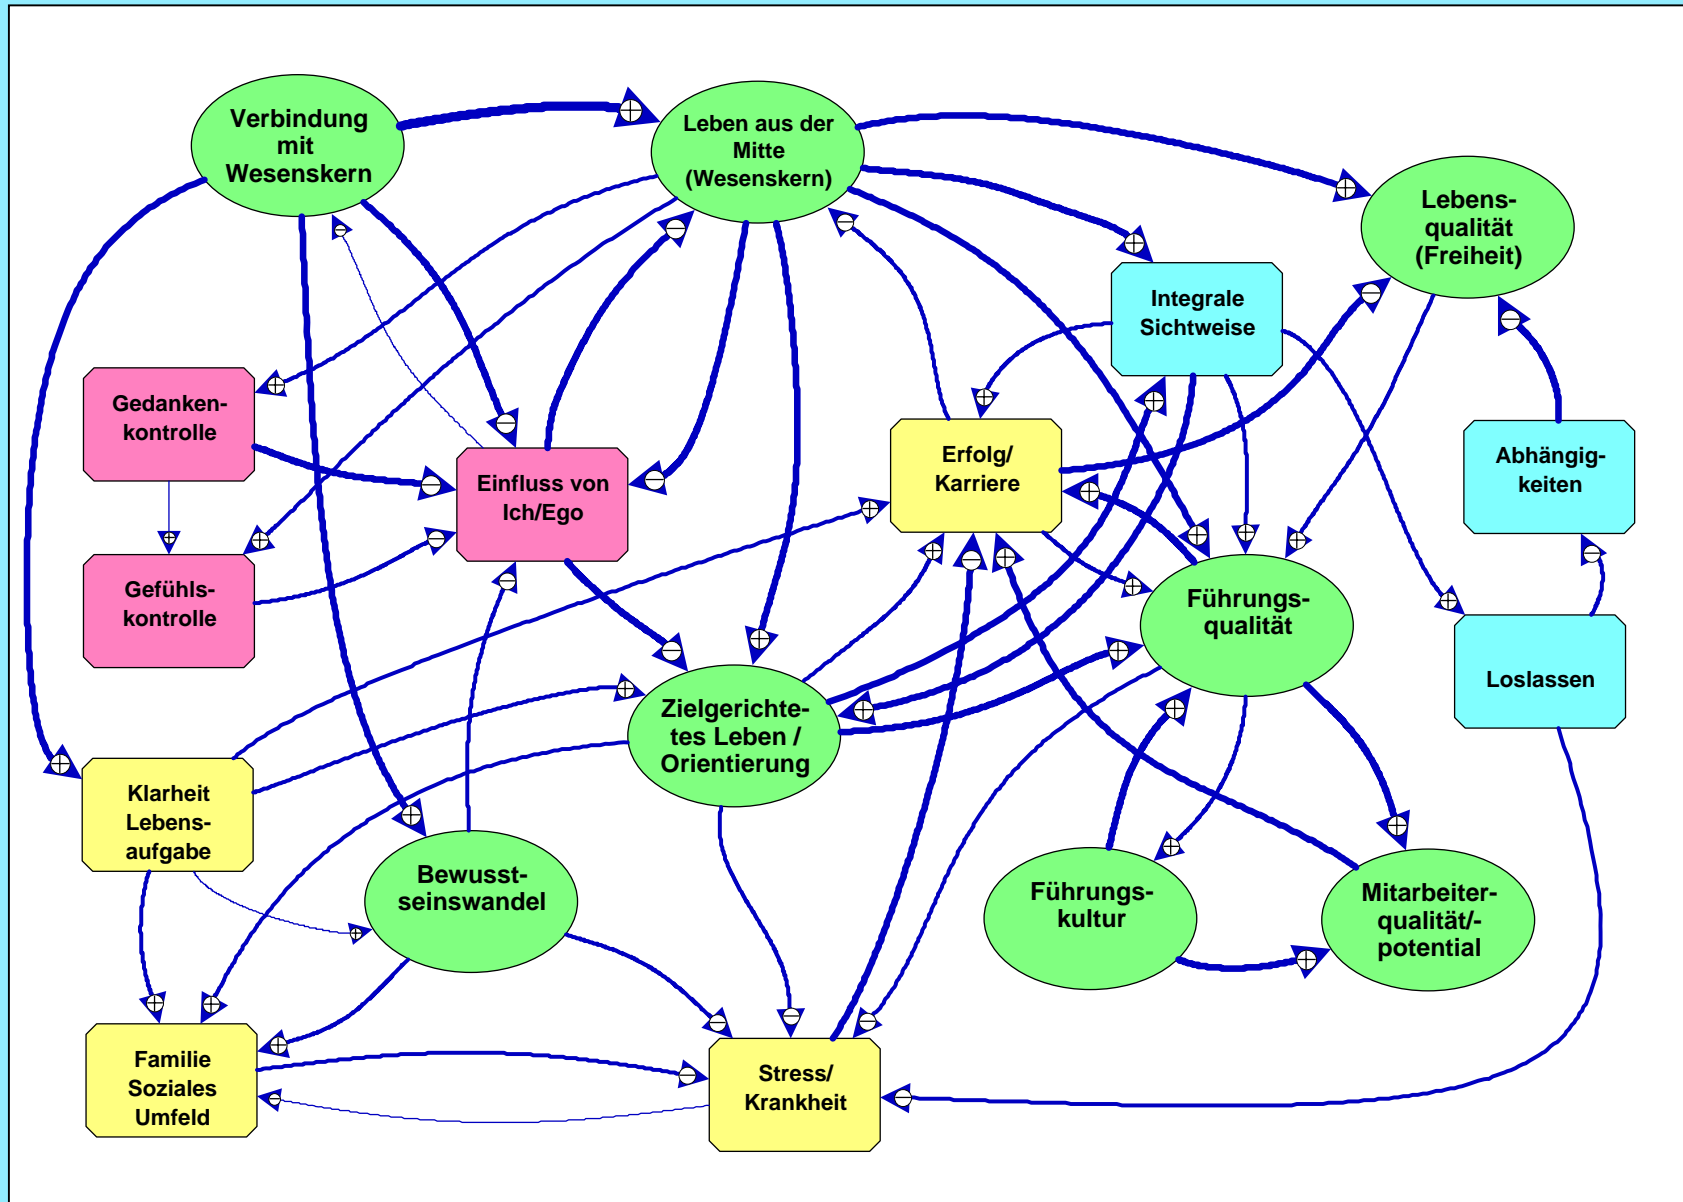 Verbindung
mit
Wesenskern
Leben aus der
Mitte
(Wesenskern)
Lebens-
qualität
(Freiheit)
Integrale
Sichtweise
Gedanken-
kontrolle
Einfluss von
Ich/Ego
Erfolg/
Karriere
Abhängig-
keiten
Gefühls-
kontrolle
Führungs-
qualität
Loslassen
Zielgerichte-
tes Leben /
Orientierung
Klarheit
Lebens-
aufgabe
Bewusst-
seinswandel
Führungs-
kultur
Mitarbeiter-
qualität/-
potential
Familie
Soziales
Umfeld
Stress/
Krankheit